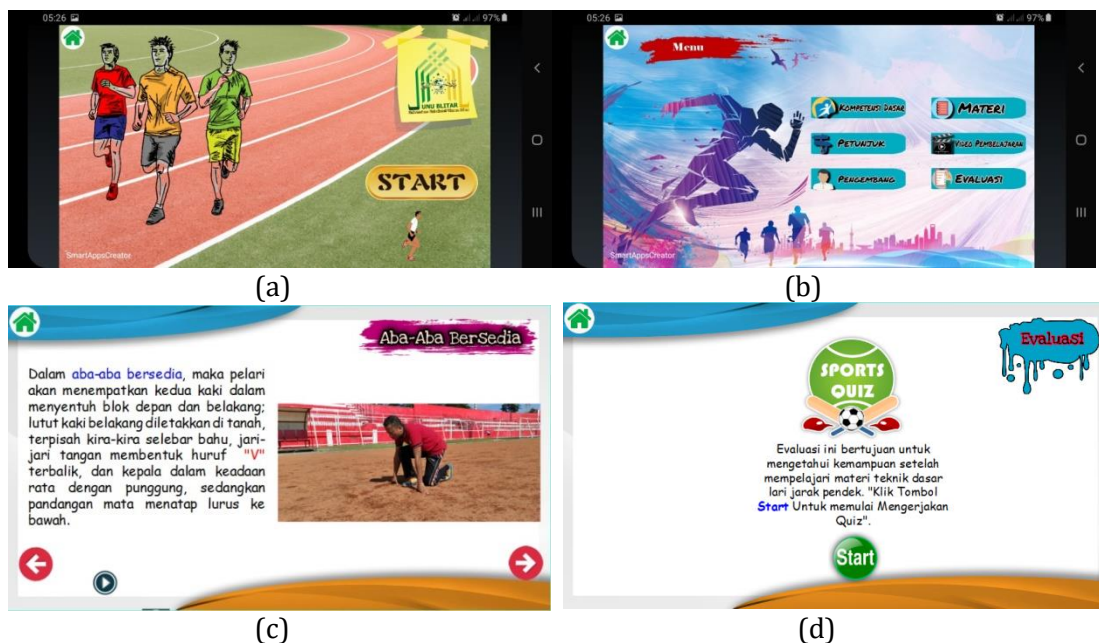 05:26
97%
UNU BLITAR
START
SmartAppsCreator
(a)
05:26
97%
Menu
KOMPETENSI DASAR
MATERI
PETUNJUK
VIDEO PEMBELAJARAN
PENGEMBANG
EVALUASI
SmartAppsCreator
(b)
Aba-Aba Bersedia
Dalam aba-aba bersedia, maka pelari
akan menempatkan kedua kaki dalam
menyentuh blok depan dan belakang;
lutut kaki belakang diletakkan di tanah,
terpisah kira-kira selebar bahu, jari-
jari tangan membentuk huruf "V"
terbalik, dan kepala dalam keadaan
rata dengan punggung, sedangkan
pandangan mata menatap lurus ke
bawah.
(c)
Evaluasi
SPORTS
QUIZ
Evaluasi ini bertujuan untuk
mengetahui kemampuan setelah
mempelajari materi teknik dasar
lari jarak pendek. "Klik Tombol
Start Untuk memulai Mengerjakan
Quiz".
Start
(d)